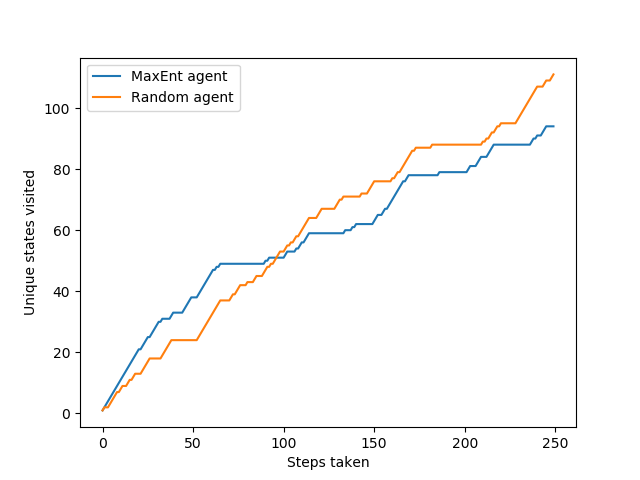 MaxEnt agent
Random agent
100
80
60
40
20
0
Unique states visited
0 50 100 150 200 250
Steps taken